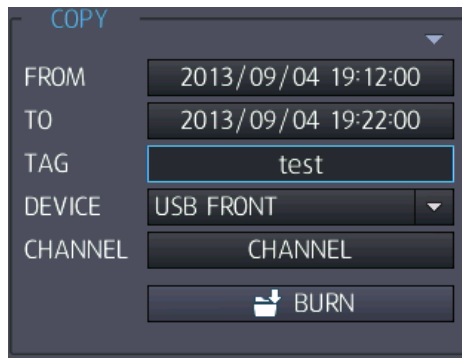 COPY
FROM 2013/09/04 19:12:00
TO 2013/09/04 19:22:00
TAG test
DEVICE USB FRONT
CHANNEL CHANNEL
BURN